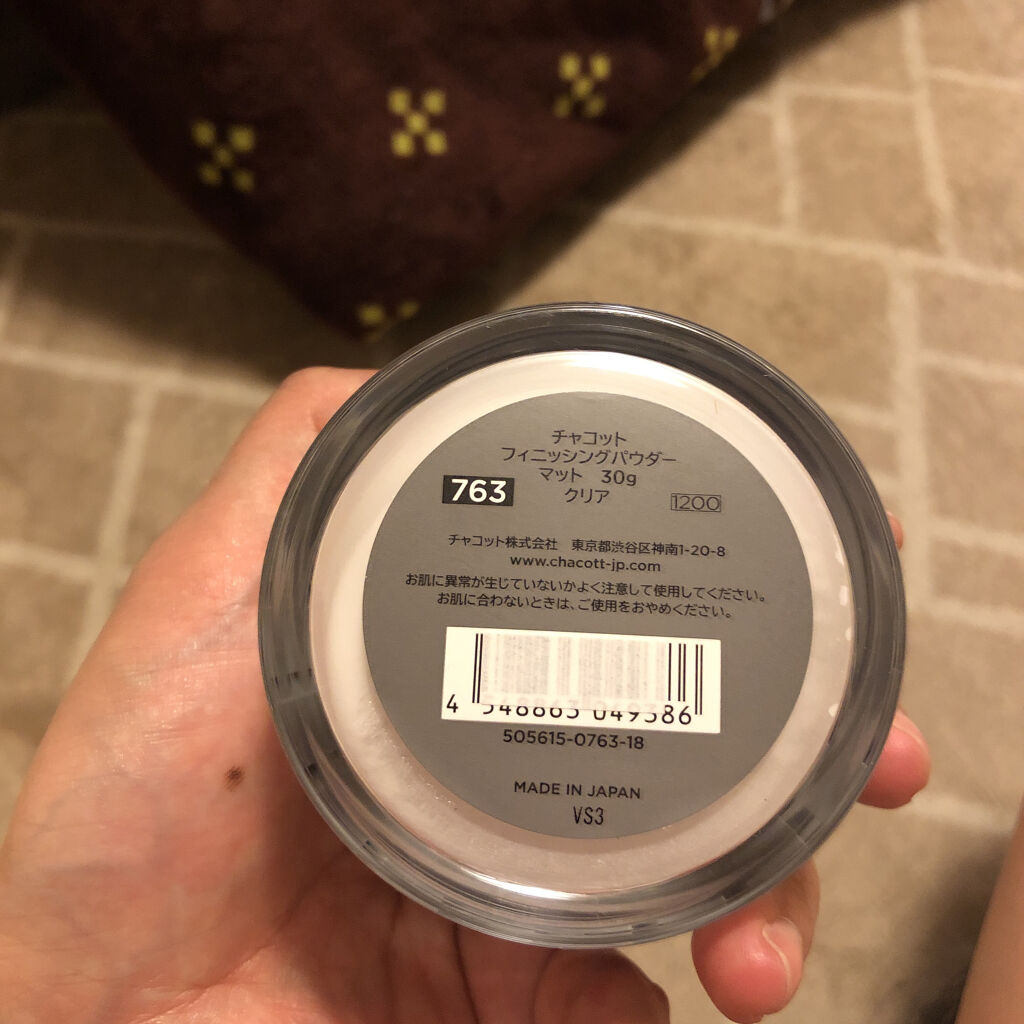 チャコット
フィニッシングパウダー
マット 30g
763 クリア 1200
チャコット株式会社 東京都渋谷区神南1-20-8
www.chacott-jp.com
お肌に異常が生じていないかよく注意して使用してください。
お肌に合わないときは、ご使用をおやめください。
4 548863 049386
505615-0763-18
MADE IN JAPAN
VS3